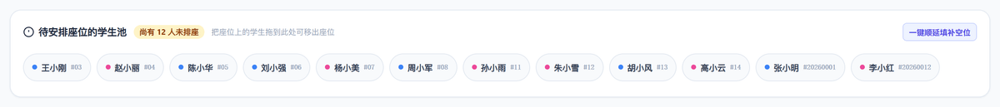 待安排座位的学生池 尚有 12 人未排座 把座位上的学生拖到此处可移出座位 一键顺延填补空位
王小刚 #03 赵小丽 #04 陈小华 #05 刘小强 #06 杨小美 #07 周小军 #08 孙小雨 #11 朱小雪 #12 胡小风 #13 高小云 #14 张小明 #20260001 李小红 #20260012